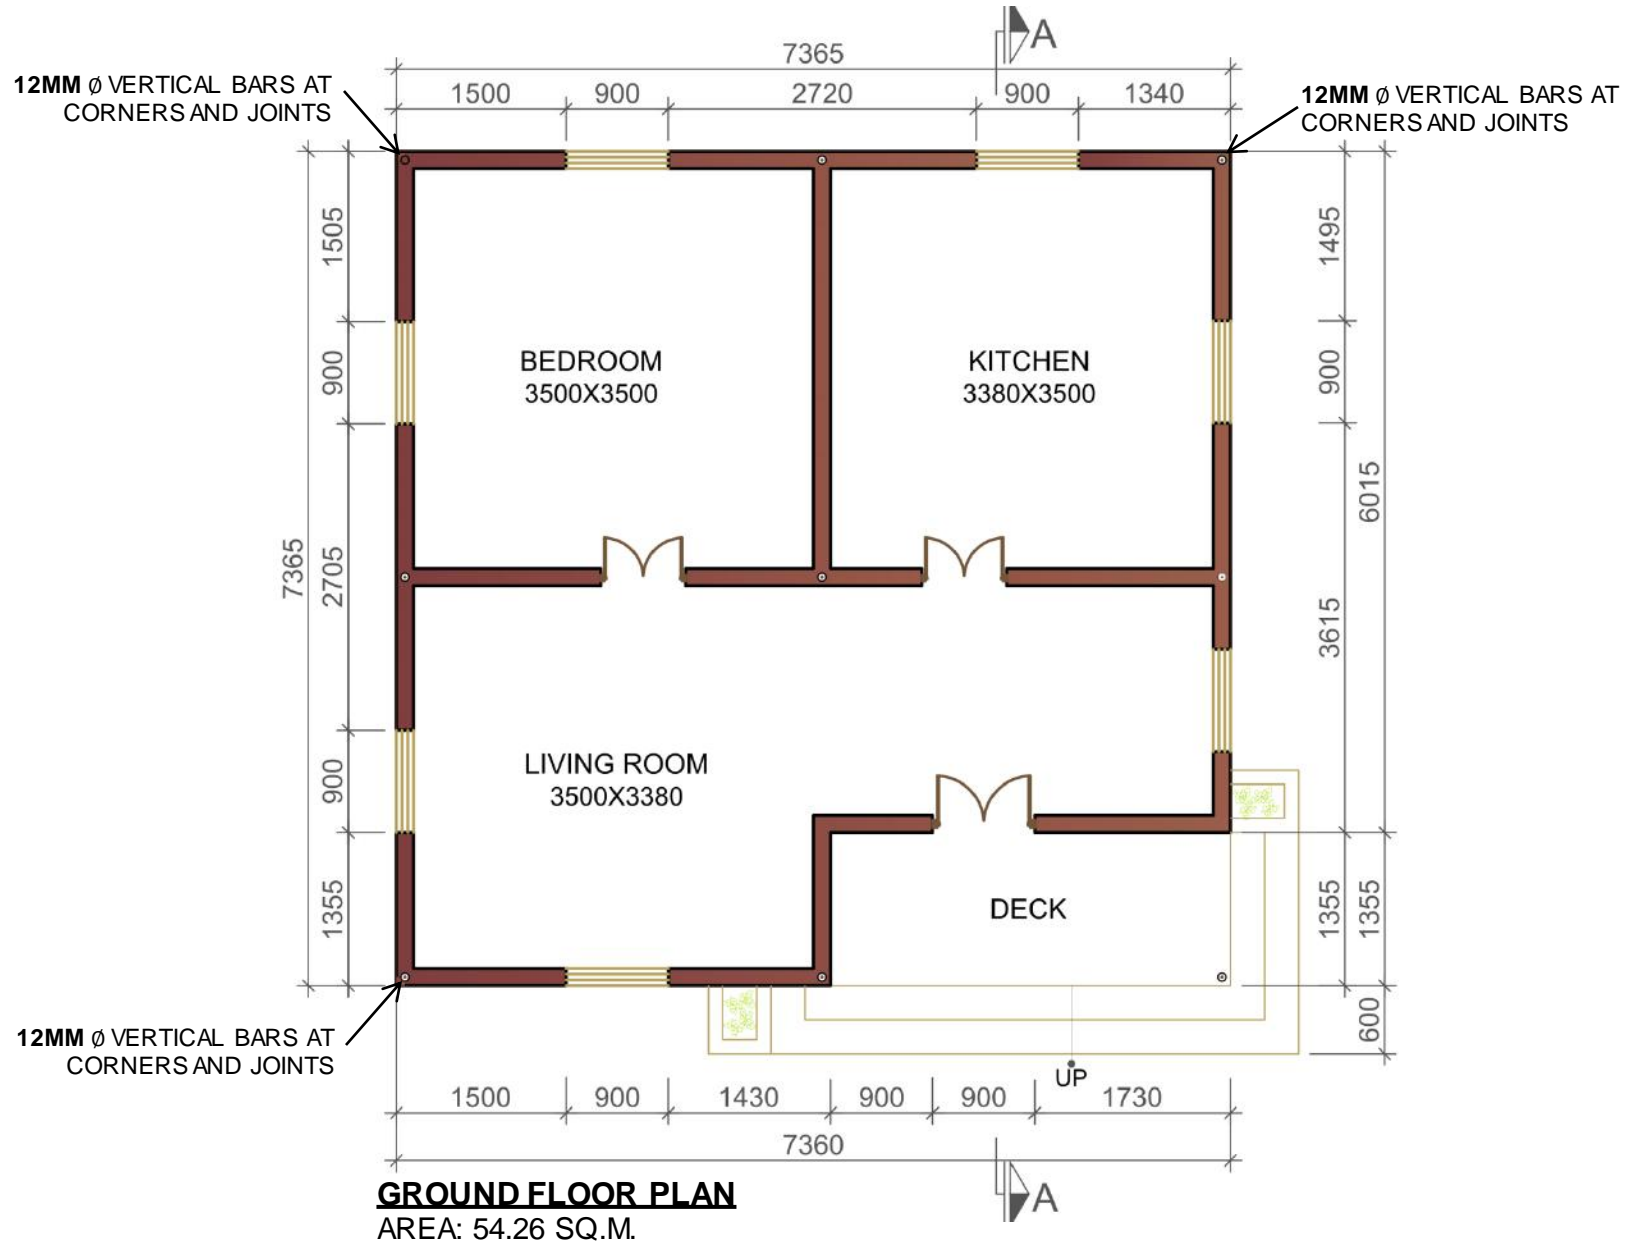 A
7365
12MM Ø VERTICAL BARS AT
CORNERS AND JOINTS
1500 900 2720 900 1340
12MM Ø VERTICAL BARS AT
CORNERS AND JOINTS
1505
1495
900
900
BEDROOM
3500X3500
KITCHEN
3380X3500
6015
7365
2705
3615
LIVING ROOM
3500X3380
900
DECK
1355
1355
1355
600
12MM Ø VERTICAL BARS AT
CORNERS AND JOINTS
UP
1500 900 1430 900 900 1730
7360
A
GROUND FLOOR PLAN
AREA: 54.26 SQ.M.